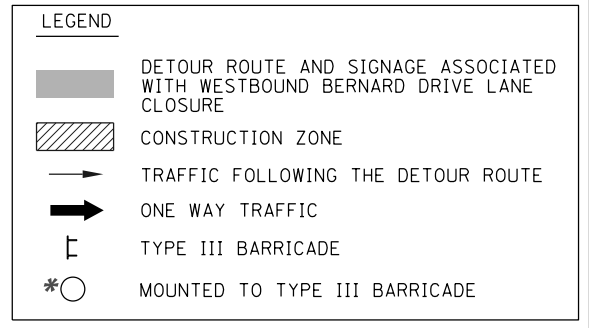 LEGEND
DETOUR ROUTE AND SIGNAGE ASSOCIATED
WITH WESTBOUND BERNARD DRIVE LANE
CLOSURE
CONSTRUCTION ZONE
TRAFFIC FOLLOWING THE DETOUR ROUTE
ONE WAY TRAFFIC
TYPE III BARRICADE
* MOUNTED TO TYPE III BARRICADE